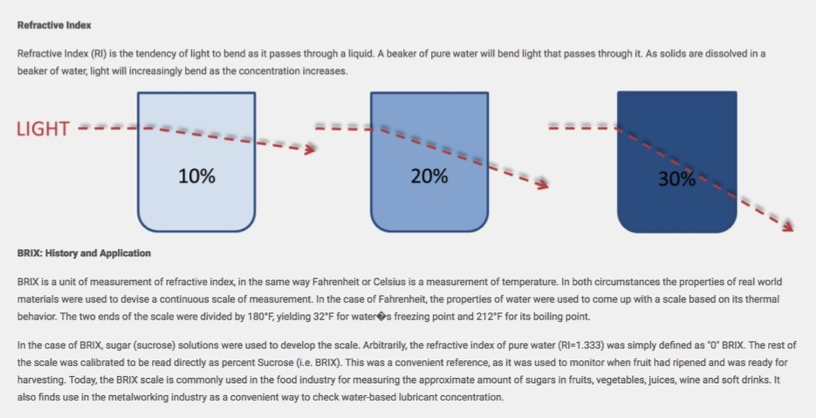 Refractive Index
Refractive Index (RI) is the tendency of light to bend as it passes through a liquid. A beaker of pure water will bend light that passes through it. As solids are dissolved in a
beaker of water, light will increasingly bend as the concentration increases.
LIGHT
10%
20%
30%
BRIX: History and Application
BRIX is a unit of measurement of refractive index, in the same way Fahrenheit or Celsius is a measurement of temperature. In both circumstances the properties of real world
materials were used to devise a continuous scale of measurement. In the case of Fahrenheit, the properties of water were used to come up with a scale based on its thermal
behavior. The two ends of the scale were divided by 180°F, yielding 32°F for water�s freezing point and 212°F for its boiling point.
In the case of BRIX, sugar (sucrose) solutions were used to develop the scale. Arbitrarily, the refractive index of pure water (RI=1.333) was simply defined as "0" BRIX. The rest of
the scale was calibrated to be read directly as percent Sucrose (i.e. BRIX). This was a convenient reference, as it was used to monitor when fruit had ripened and was ready for
harvesting. Today, the BRIX scale is commonly used in the food industry for measuring the approximate amount of sugars in fruits, vegetables, juices, wine and soft drinks. It
also finds use in the metalworking industry as a convenient way to check water-based lubricant concentration.